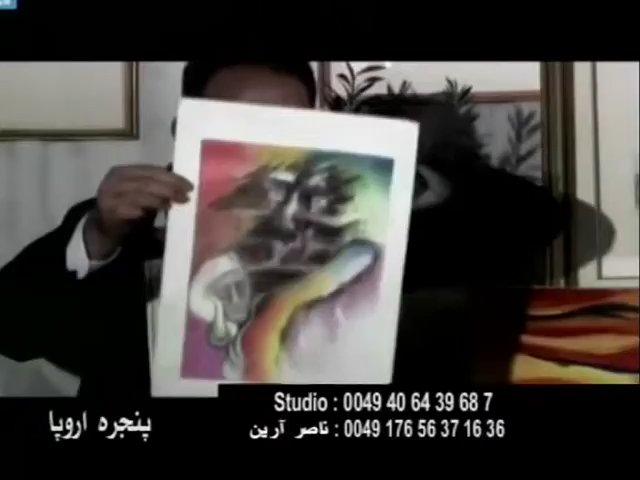 Studio : 0049 40 64 39 68 7
پنجره اروپا
ناصر آرین : 0049 176 56 37 16 36